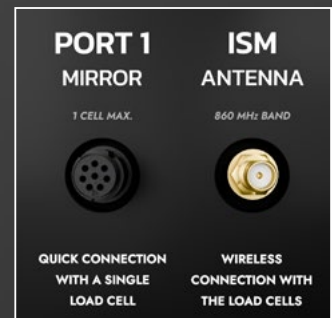 PORT 1
MIRROR
1 CELL MAX.
QUICK CONNECTION
WITH A SINGLE
LOAD CELL
ISM
ANTENNA
860 MHz BAND
WIRELESS
CONNECTION WITH
THE LOAD CELLS